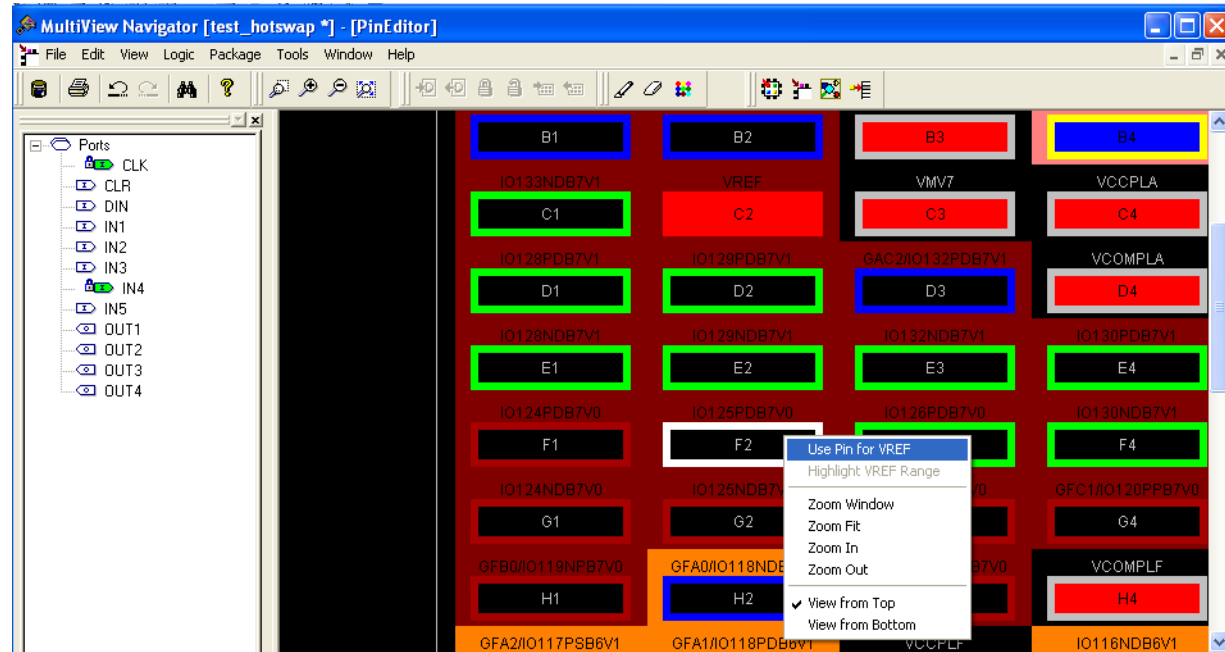 MultiView Navigator [test_hotswap *] - [PinEditor]
File Edit View Logic Package Tools Window Help
Ports
CLK
CLR
DIN
IN1
IN2
IN3
IN4
IN5
OUT1
OUT2
OUT3
OUT4
B1 B2 B3 B4
IO133NDB7V1 VREF VMV7 VCCPLA
C1 C2 C3 C4
IO128PDB7V1 IO129PDB7V1 GAC2/IO132PDB7V1 VCOMPLA
D1 D2 D3 D4
IO128NDB7V1 IO129NDB7V1 IO132NDB7V1 IO130PDB7V1
E1 E2 E3 E4
IO124PDB7V0 IO125PDB7V0 IO126PDB7V0 IO130NDB7V1
F1 F2 F4
IO124NDB7V0 GFC1/IO120PPB7V0
G1 G2 G4
GFB0/IO119NPB7V0 VCOMPLF
H1 H2 H4
GFA2/IO117PSB6V1 GFA1/IO118PDB6V1 VCCPLF IO116NDB6V1
Use Pin for VREF
Highlight VREF Range
Zoom Window
Zoom Fit
Zoom In
Zoom Out
View from Top
View from Bottom